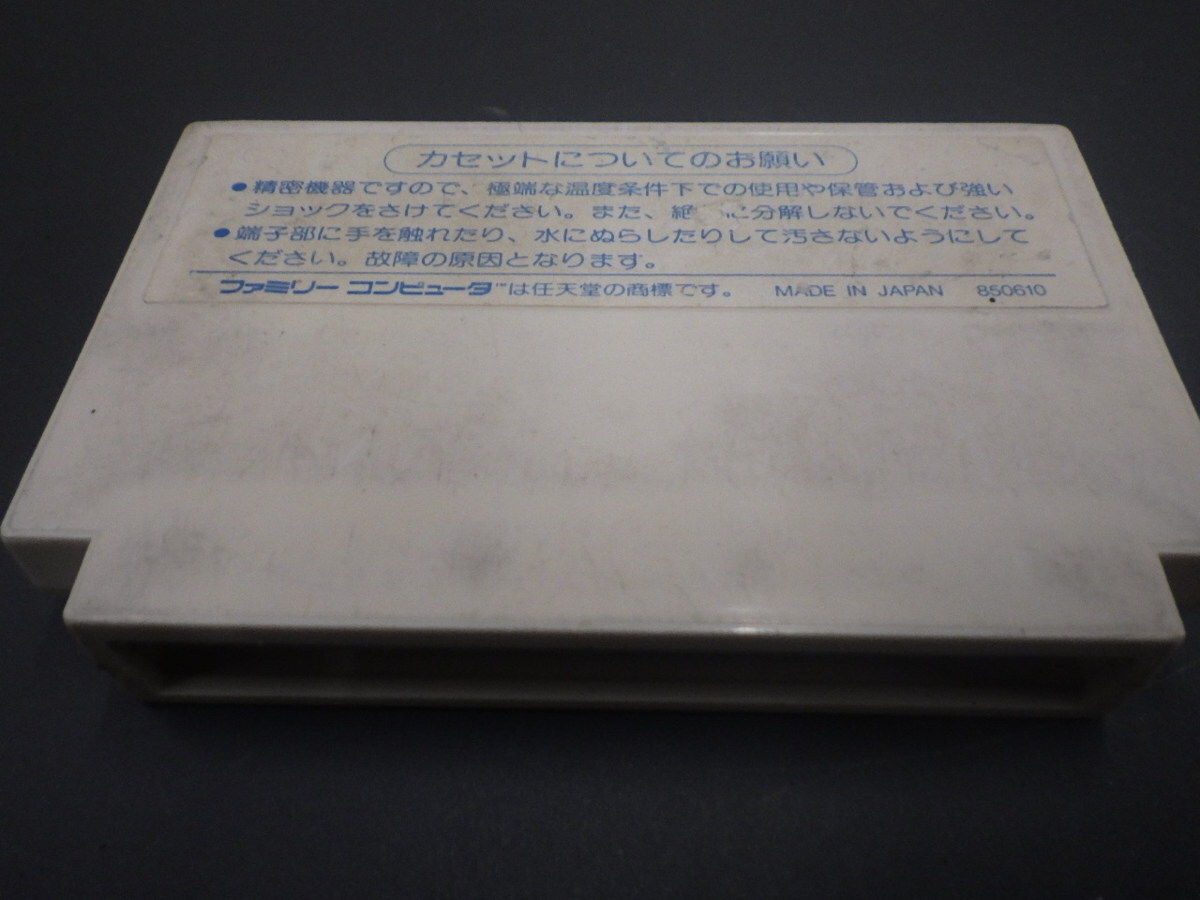 カセットについてのお願い
●精密機器ですので、極端な温度条件下での使用や保管および強い
ショックをさけてください。また、絶 に分解しないでください。
●端子部に手を触れたり、水にぬらしたりして汚さないようにして
ください。故障の原因となります。
ファミリー コンピュータ™は任天堂の商標です。 MADE IN JAPAN 850610